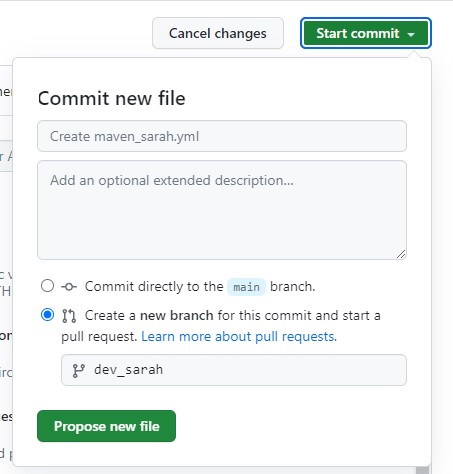 Cancel changes
Start commit
Commit new file
Create maven_sarah.yml
Add an optional extended description...
Commit directly to the main branch.
Create a new branch for this commit and start a
pull request. Learn more about pull requests.
dev_sarah
Propose new file